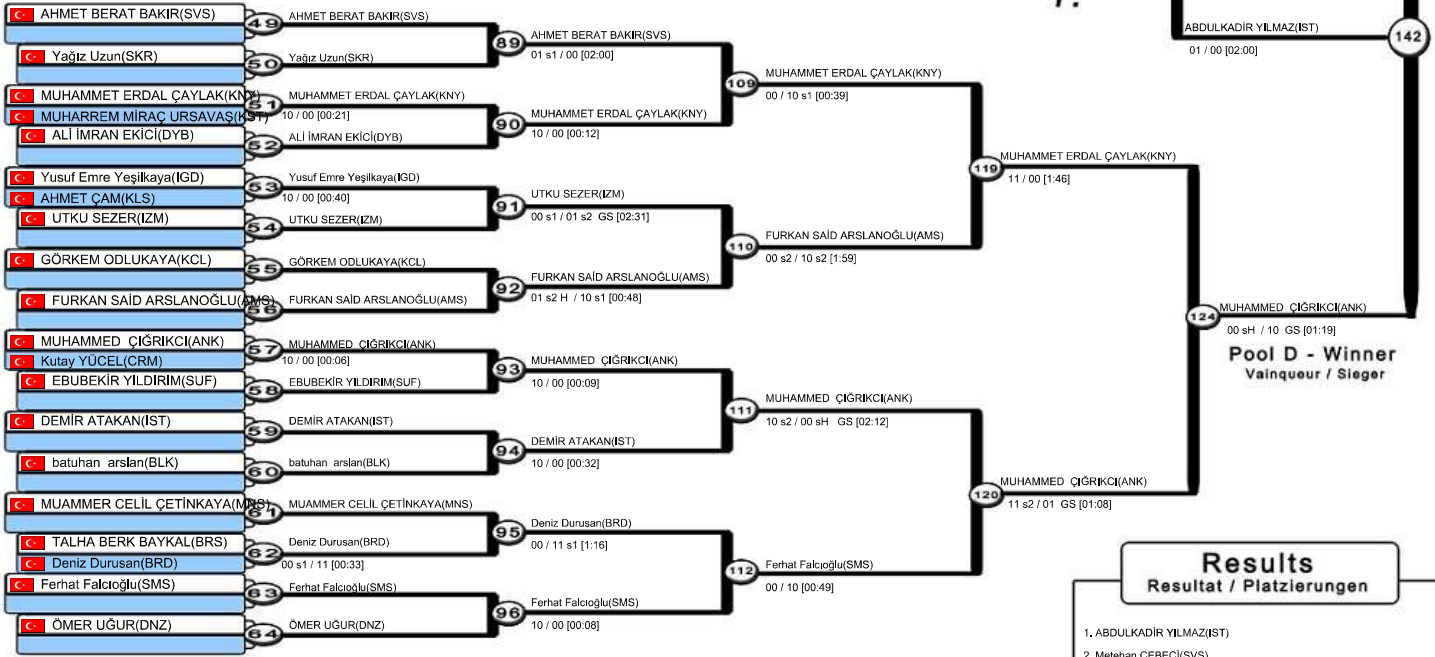 AHMET BERAT BAKIR(SVS)
Yağız Uzun(SKR)
MUHAMMET ERDAL ÇAYLAK(KNY)
MUHARREM MİRAÇ URSAVAŞ(KST)
ALİ İMRAN EKİCİ(DYB)
Yusuf Emre Yeşilkaya(IGD)
AHMET ÇAM(KLS)
UTKU SEZER(IZM)
GÖRKEM ODLUKAYA(KCL)
FURKAN SAİD ARSLANOĞLU(AMS)
MUHAMMED ÇIĞRIKCI(ANK)
Kutay YÜCEL(CRM)
EBUBEKİR YILDIRIM(SUF)
DEMİR ATAKAN(IST)
batuhan arslan(BLK)
MUAMMER CELİL ÇETİNKAYA(MNS)
TALHA BERK BAYKAL(BRS)
Deniz Durusan(BRD)
Ferhat Falcıoğlu(SMS)
ÖMER UĞUR(DNZ)
49
50
51
52
53
54
55
56
57
58
59
60
61
62
63
64
AHMET BERAT BAKIR(SVS)
Yağız Uzun(SKR)
MUHAMMET ERDAL ÇAYLAK(KNY)
10 / 00 [00:21]
ALİ İMRAN EKİCİ(DYB)
Yusuf Emre Yeşilkaya(IGD)
10 / 00 [00:40]
UTKU SEZER(IZM)
GÖRKEM ODLUKAYA(KCL)
FURKAN SAİD ARSLANOĞLU(AMS)
MUHAMMED ÇIĞRIKCI(ANK)
10 / 00 [00:06]
EBUBEKİR YILDIRIM(SUF)
DEMİR ATAKAN(IST)
batuhan arslan(BLK)
MUAMMER CELİL ÇETİNKAYA(MNS)
Deniz Durusan(BRD)
00 s1 / 11 [00:33]
Ferhat Falcıoğlu(SMS)
ÖMER UĞUR(DNZ)
89
90
91
92
93
94
95
96
AHMET BERAT BAKIR(SVS)
01 s1 / 00 [02:00]
MUHAMMET ERDAL ÇAYLAK(KNY)
10 / 00 [00:12]
UTKU SEZER(IZM)
00 s1 / 01 s2 GS [02:31]
FURKAN SAİD ARSLANOĞLU(AMS)
01 s2 H / 10 s1 [00:48]
MUHAMMED ÇIĞRIKCI(ANK)
10 / 00 [00:09]
DEMİR ATAKAN(IST)
10 / 00 [00:32]
Deniz Durusan(BRD)
00 / 11 s1 [1:16]
Ferhat Falcıoğlu(SMS)
10 / 00 [00:08]
109
110
111
112
MUHAMMET ERDAL ÇAYLAK(KNY)
00 / 10 s1 [00:39]
FURKAN SAİD ARSLANOĞLU(AMS)
00 s2 / 10 s2 [1:59]
MUHAMMED ÇIĞRIKCI(ANK)
10 s2 / 00 sH GS [02:12]
Ferhat Falcıoğlu(SMS)
00 / 10 [00:49]
119
120
MUHAMMET ERDAL ÇAYLAK(KNY)
11 / 00 [1:46]
MUHAMMED ÇIĞRIKCI(ANK)
11 s2 / 01 GS [01:08]
124
MUHAMMED ÇIĞRIKCI(ANK)
00 sH / 10 GS [01:19]
Pool D - Winner
Vainqueur / Sieger
ABDULKADİR YILMAZ(IST)
01 / 00 [02:00]
142
Results
Resultat / Platzierungen
1. ABDULKADİR YILMAZ(IST)
2. Metehan CEBECİ(SVS)